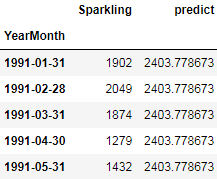 Sparkling predict
YearMonth
1991-01-31 1902 2403.778673
1991-02-28 2049 2403.778673
1991-03-31 1874 2403.778673
1991-04-30 1279 2403.778673
1991-05-31 1432 2403.778673